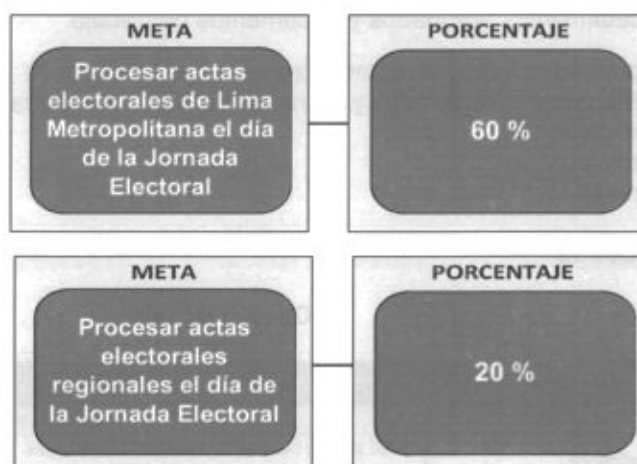 META
Procesar actas
electorales de Lima
Metropolitana el día
de la Jornada
Electoral
PORCENTAJE
60 %
META
Procesar actas
electorales
regionales el día de
la Jornada Electoral
PORCENTAJE
20 %